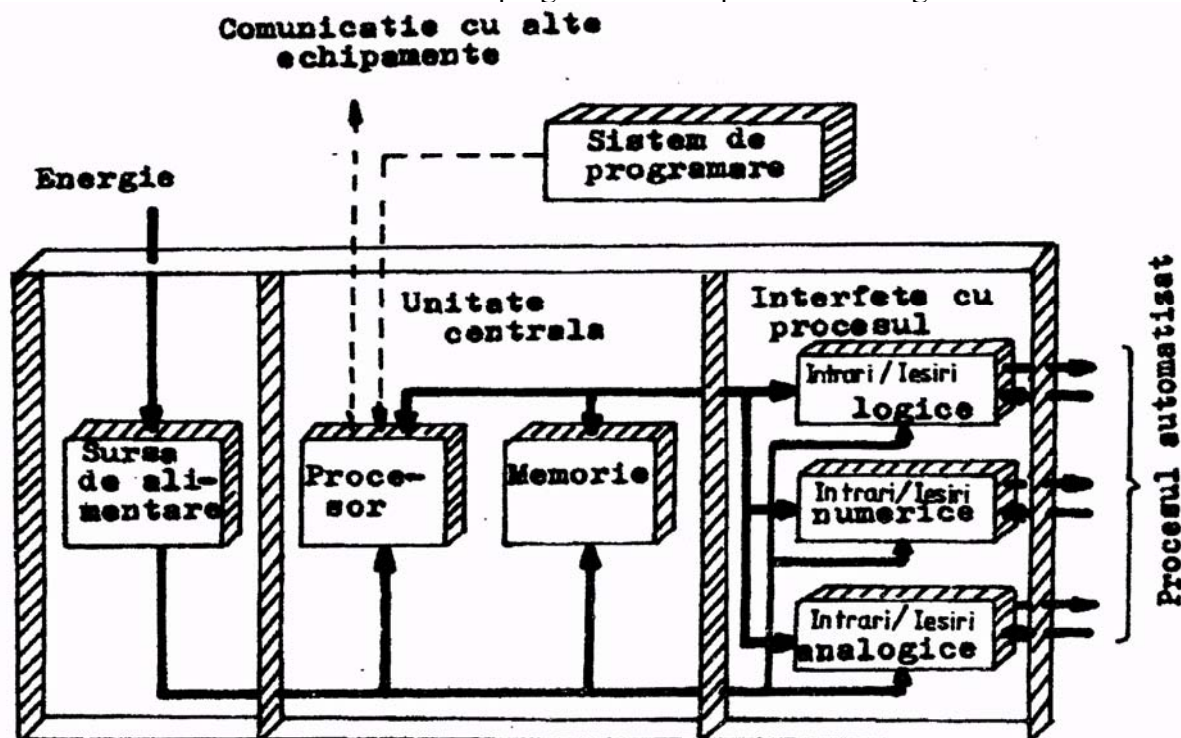 Comunicatie cu alte
echipamente
Sistem de
programare
Energie
Unitate
centrala
Interfete cu
procesul
Sursa
de ali-
mentare
Proce-
sor
Memorie
Intrari / Iesiri
logice
Intrari/Iesiri
numerice
Intrari/ Iesiri
analogice
Procesul automatizat